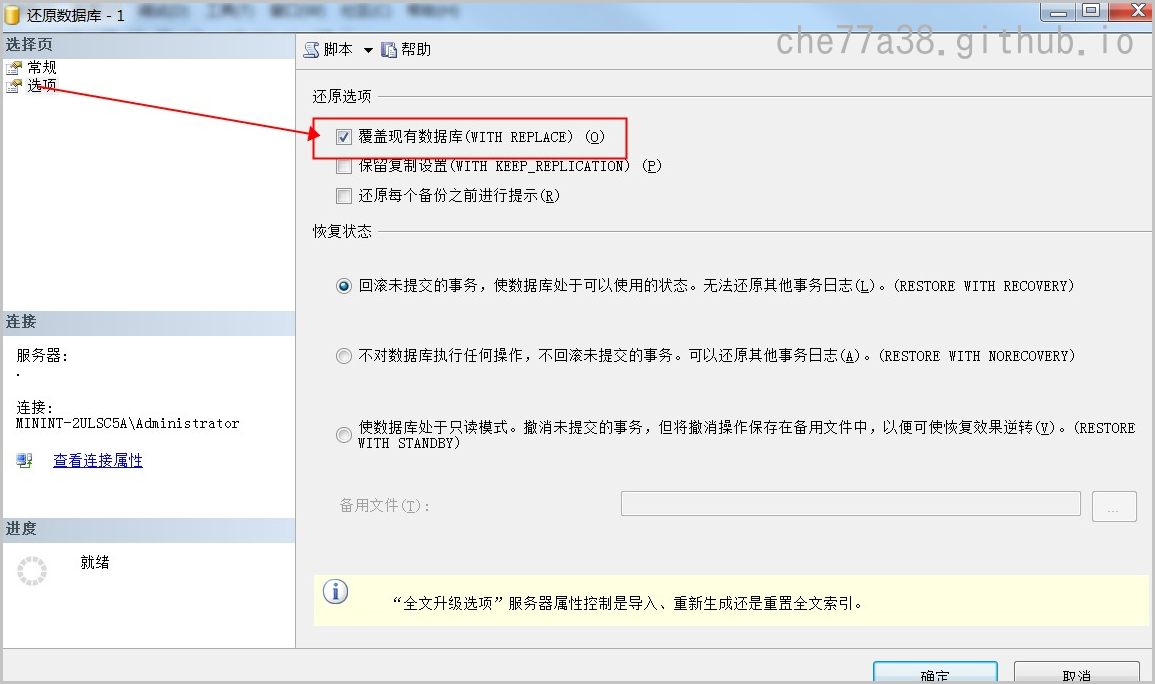 还原数据库 - 1
选择页
常规
选项
脚本 帮助
che77a38.github.io
还原选项
覆盖现有数据库(WITH REPLACE) (O)
保留复制设置(WITH KEEP_REPLICATION) (P)
还原每个备份之前进行提示(R)
恢复状态
回滚未提交的事务，使数据库处于可以使用的状态。无法还原其他事务日志(L)。(RESTORE WITH RECOVERY)
不对数据库执行任何操作，不回滚未提交的事务。可以还原其他事务日志(A)。(RESTORE WITH NORECOVERY)
使数据库处于只读模式。撤消未提交的事务，但将撤消操作保存在备用文件中，以便可使恢复效果逆转(V)。(RESTORE
WITH STANDBY)
备用文件(T):
...
“全文升级选项”服务器属性控制是导入、重新生成还是重置全文索引。
连接
服务器:
.
连接:
MININT-2ULSC5A\Administrator
查看连接属性
进度
就绪
确定
取消